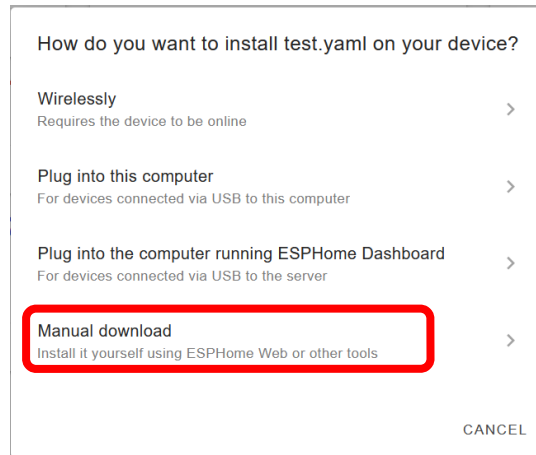 How do you want to install test.yaml on your device?
Wirelessly
Requires the device to be online
Plug into this computer
For devices connected via USB to this computer
Plug into the computer running ESPHome Dashboard
For devices connected via USB to the server
Manual download
Install it yourself using ESPHome Web or other tools
CANCEL